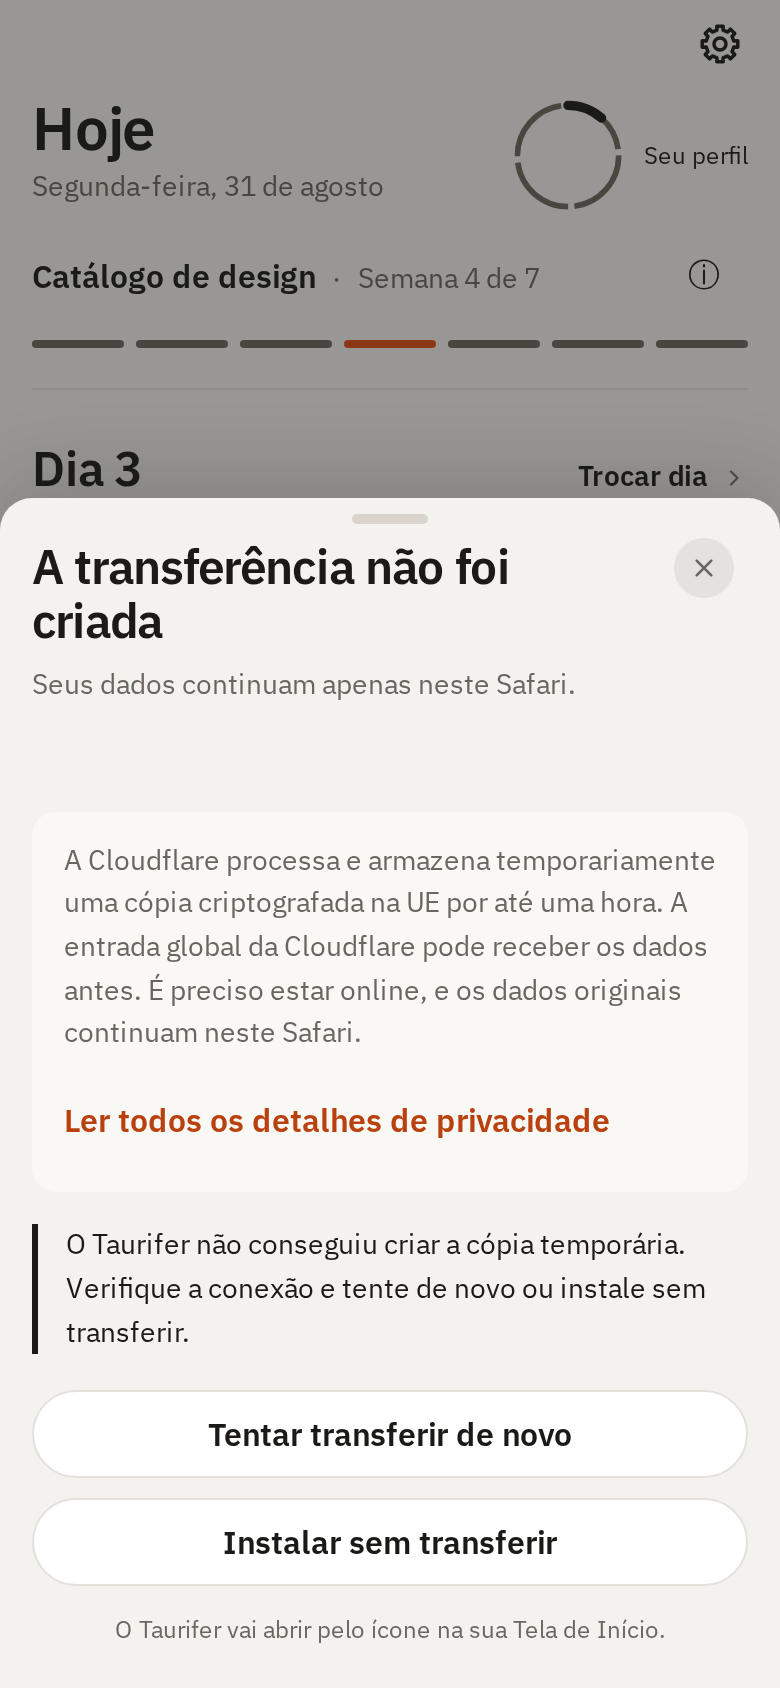 Hoje
Segunda-feira, 31 de agosto
Seu perfil
Catálogo de design · Semana 4 de 7
Dia 3
Trocar dia
A transferência não foi
criada
Seus dados continuam apenas neste Safari.
A Cloudflare processa e armazena temporariamente
uma cópia criptografada na UE por até uma hora. A
entrada global da Cloudflare pode receber os dados
antes. É preciso estar online, e os dados originais
continuam neste Safari.
Ler todos os detalhes de privacidade
O Taurifer não conseguiu criar a cópia temporária.
Verifique a conexão e tente de novo ou instale sem
transferir.
Tentar transferir de novo
Instalar sem transferir
O Taurifer vai abrir pelo ícone na sua Tela de Início.